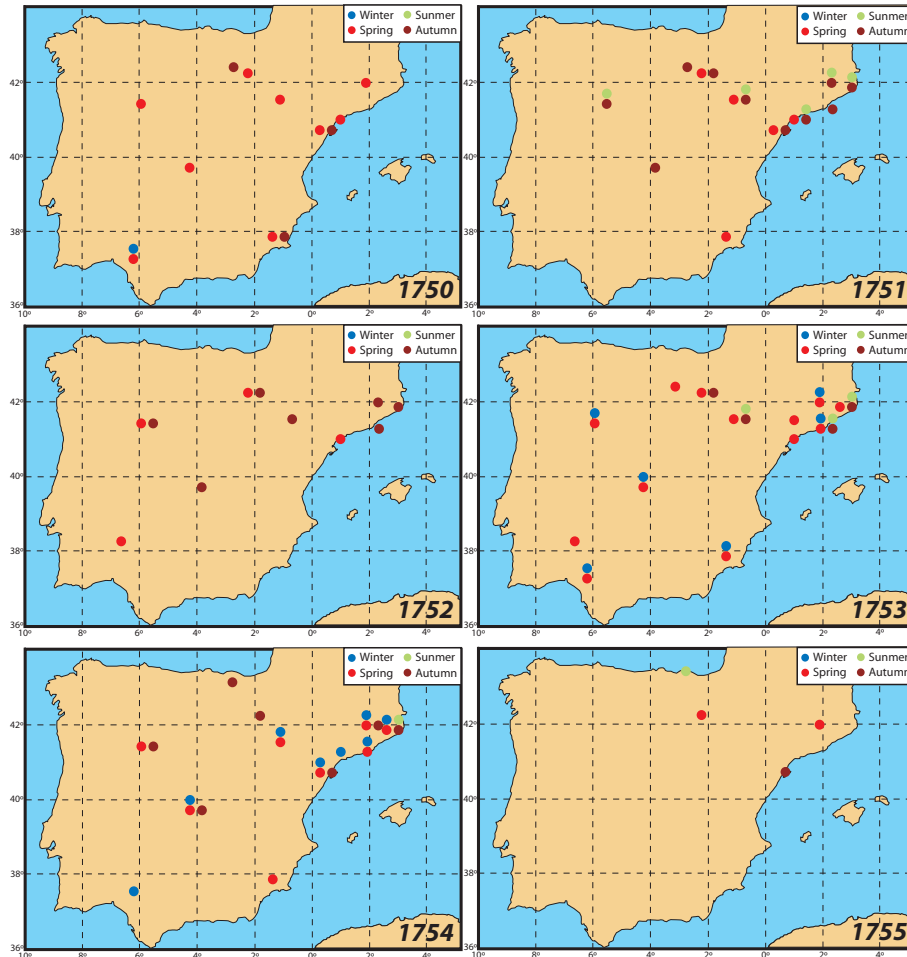 Winter Sunmer
Spring Autumn
42º
40º
38º
36º
1750
10º 8º 6º 4º 2º 0º 2º 4º
Winter Sunmer
Spring Autumn
42º
40º
38º
36º
1751
10º 8º 6º 4º 2º 0º 2º 4º
Winter Sunmer
Spring Autumn
42º
40º
38º
36º
1752
10º 8º 6º 4º 2º 0º 2º 4º
Winter Sunmer
Spring Autumn
42º
40º
38º
36º
1753
10º 8º 6º 4º 2º 0º 2º 4º
Winter Sunmer
Spring Autumn
42º
40º
38º
36º
1754
10º 8º 6º 4º 2º 0º 2º 4º
Winter Sunmer
Spring Autumn
42º
40º
38º
36º
1755
10º 8º 6º 4º 2º 0º 2º 4º